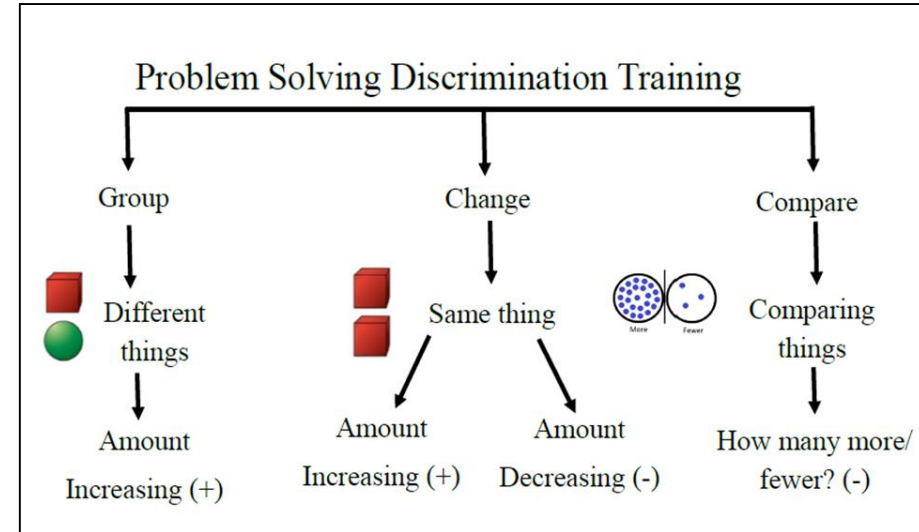 Problem Solving Discrimination Training
Group
Change
Compare
Different
things
Same thing
More
Fewer
Comparing
things
Amount
Increasing (+)
Amount
Increasing (+)
Amount
Decreasing (-)
How many more/
fewer? (-)